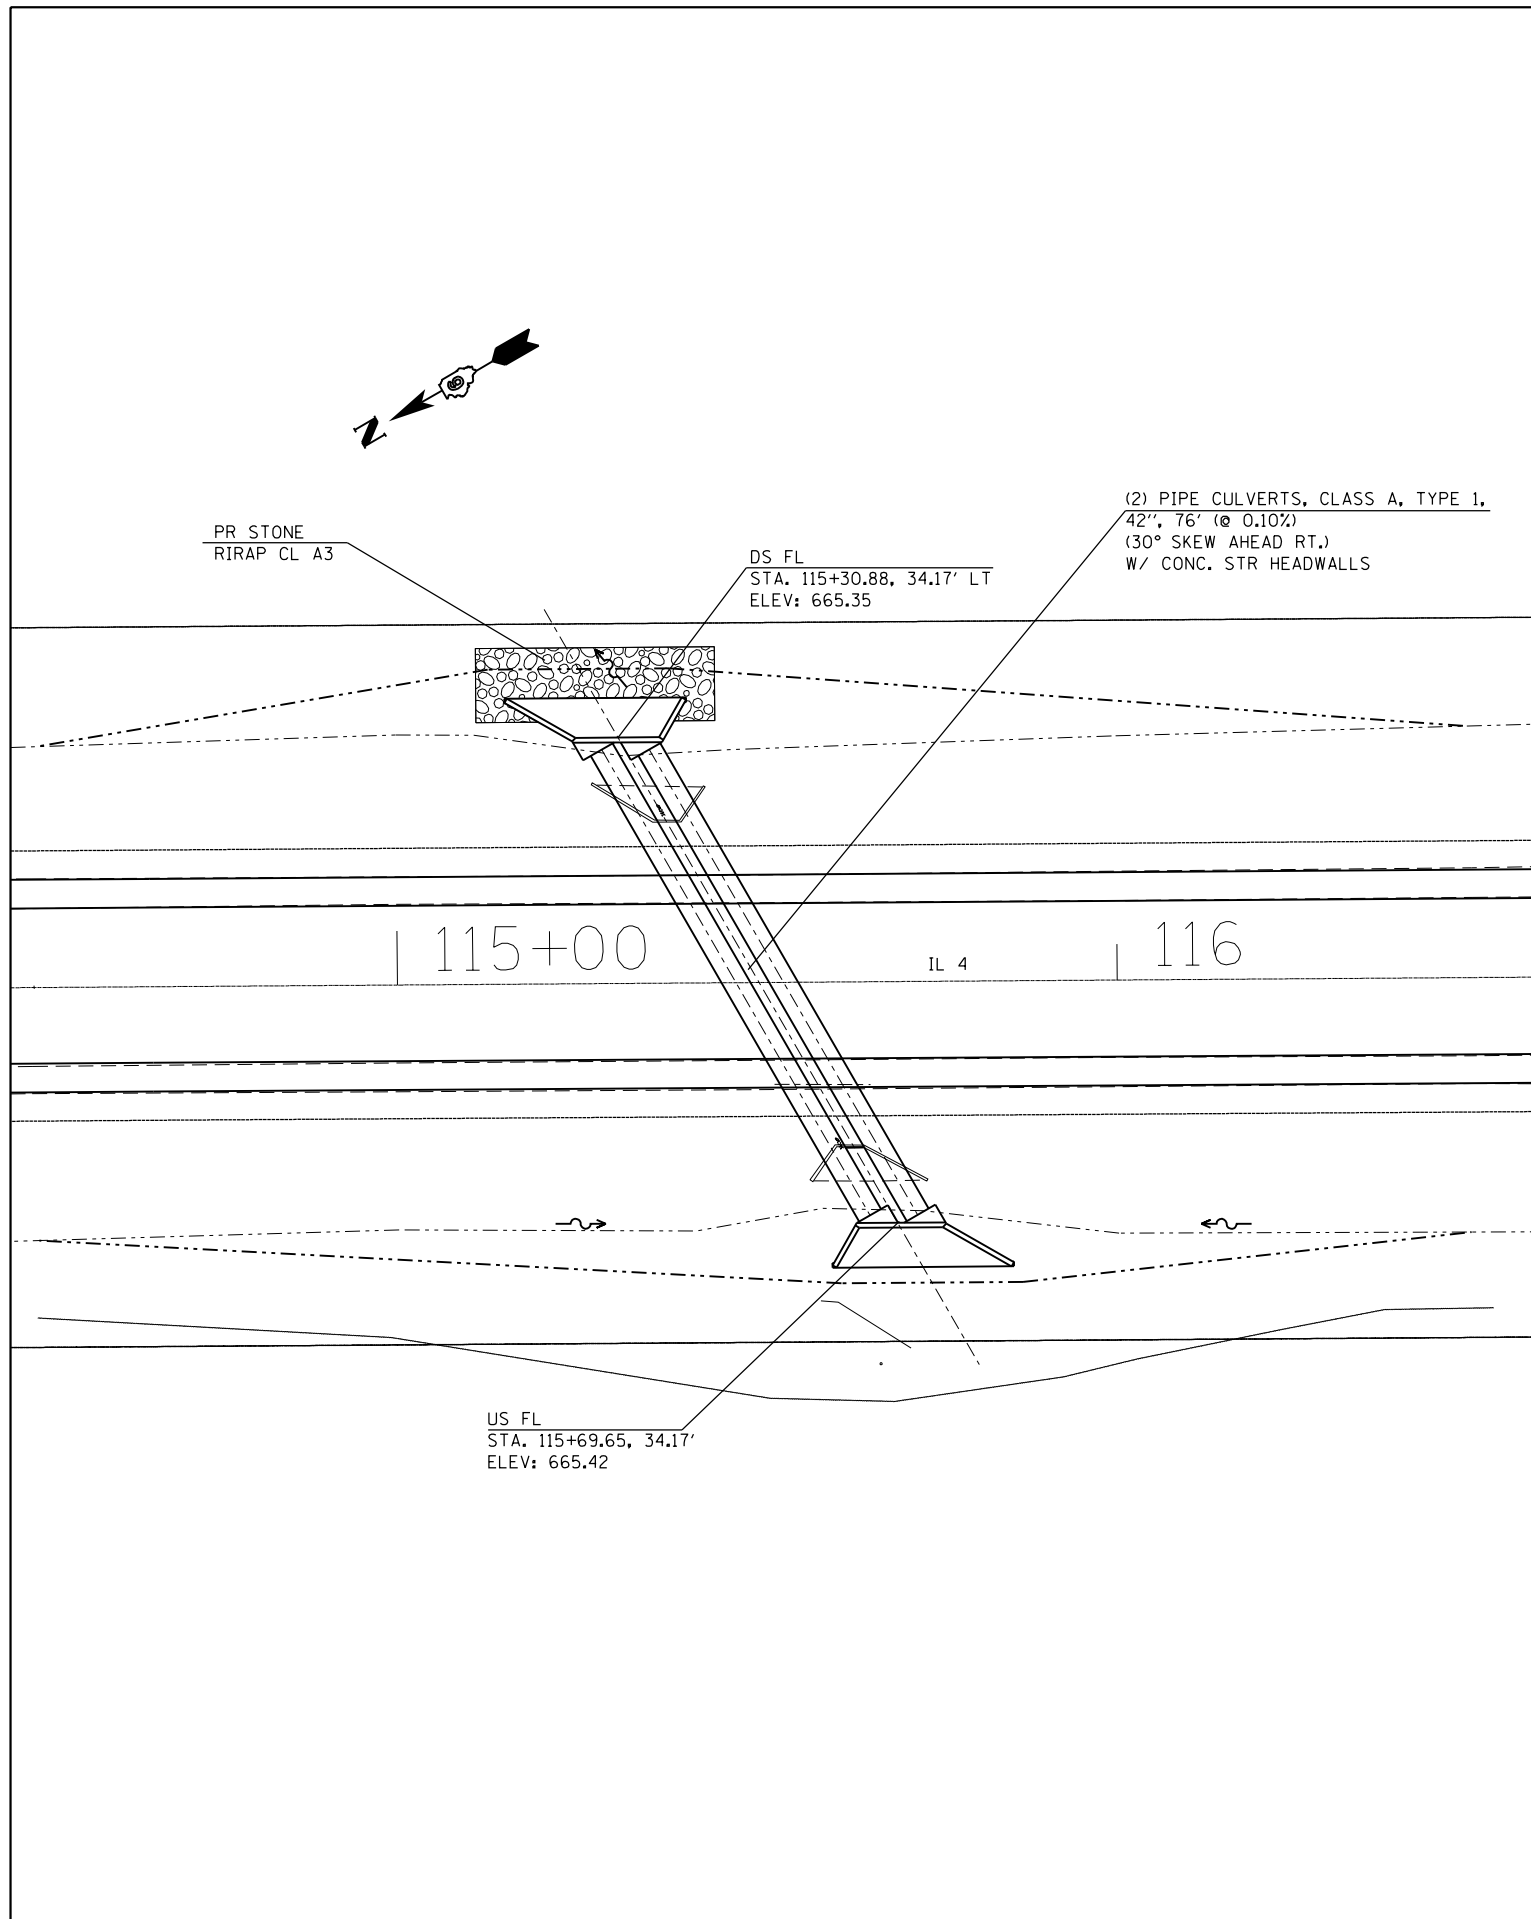 N
PR STONE
RIRAP CL A3
(2) PIPE CULVERTS, CLASS A, TYPE 1,
42'', 76' (@ 0.10%)
(30° SKEW AHEAD RT.)
W/ CONC. STR HEADWALLS
DS FL
STA. 115+30.88, 34.17' LT
ELEV: 665.35
115+00
IL 4
116
US FL
STA. 115+69.65, 34.17'
ELEV: 665.42